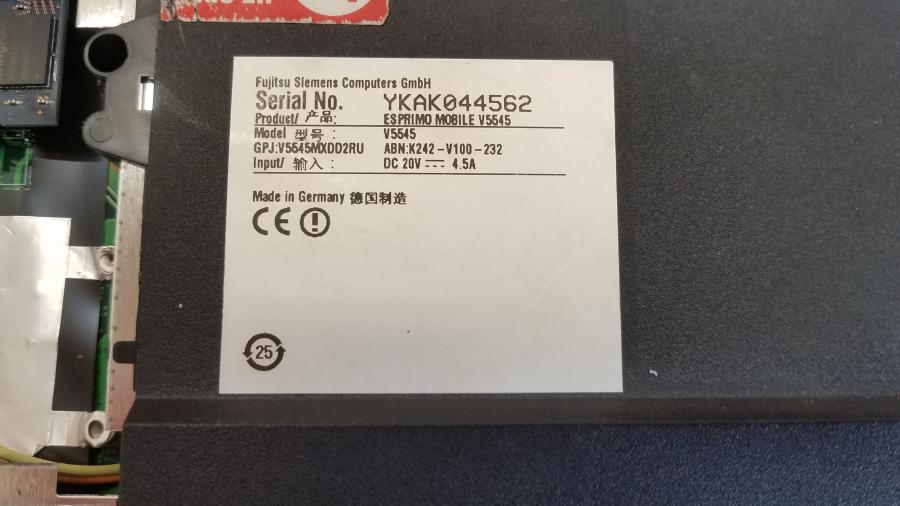 Fujitsu Siemens Computers GmbH
Serial No. YKAK044562
Product/ 产品: ESPRIMO MOBILE V5545
Model 型号 : V5545
GPJ:V5545MXDD2RU ABN:K242-V100-232
Input/ 输入 : DC 20V 4.5A
Made in Germany 德国制造
CE
25